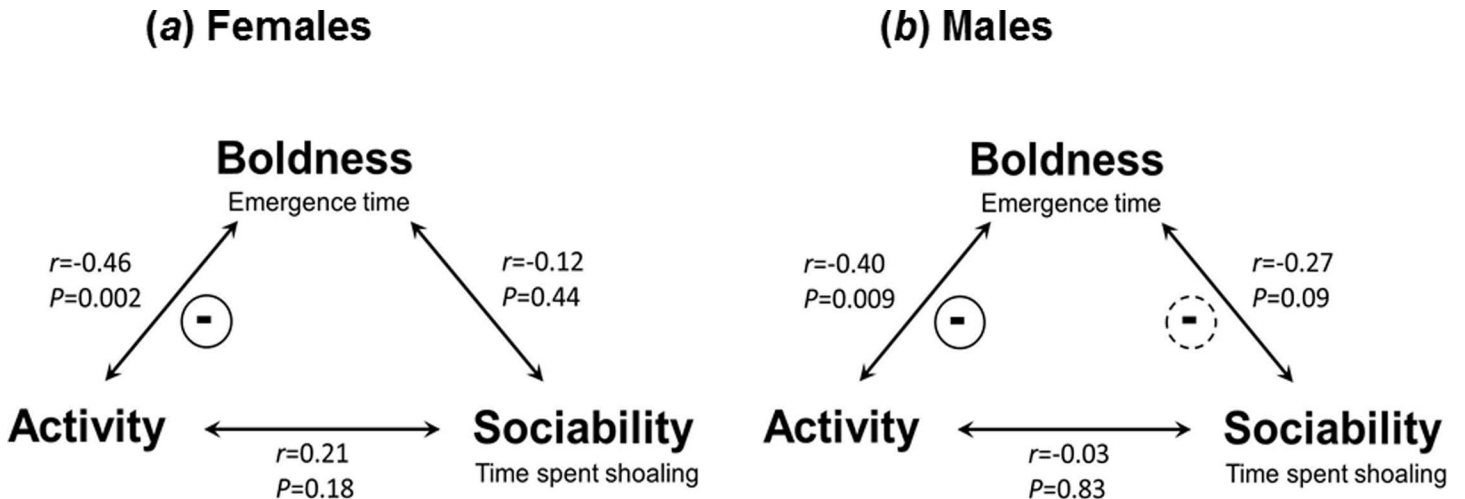 (a) Females
Boldness
Emergence time
r=-0.46
P=0.002
-
r=-0.12
P=0.44
Activity
Sociability
Time spent shoaling
r=0.21
P=0.18
(b) Males
Boldness
Emergence time
r=-0.40
P=0.009
-
r=-0.27
P=0.09
-
Activity
Sociability
Time spent shoaling
r=-0.03
P=0.83